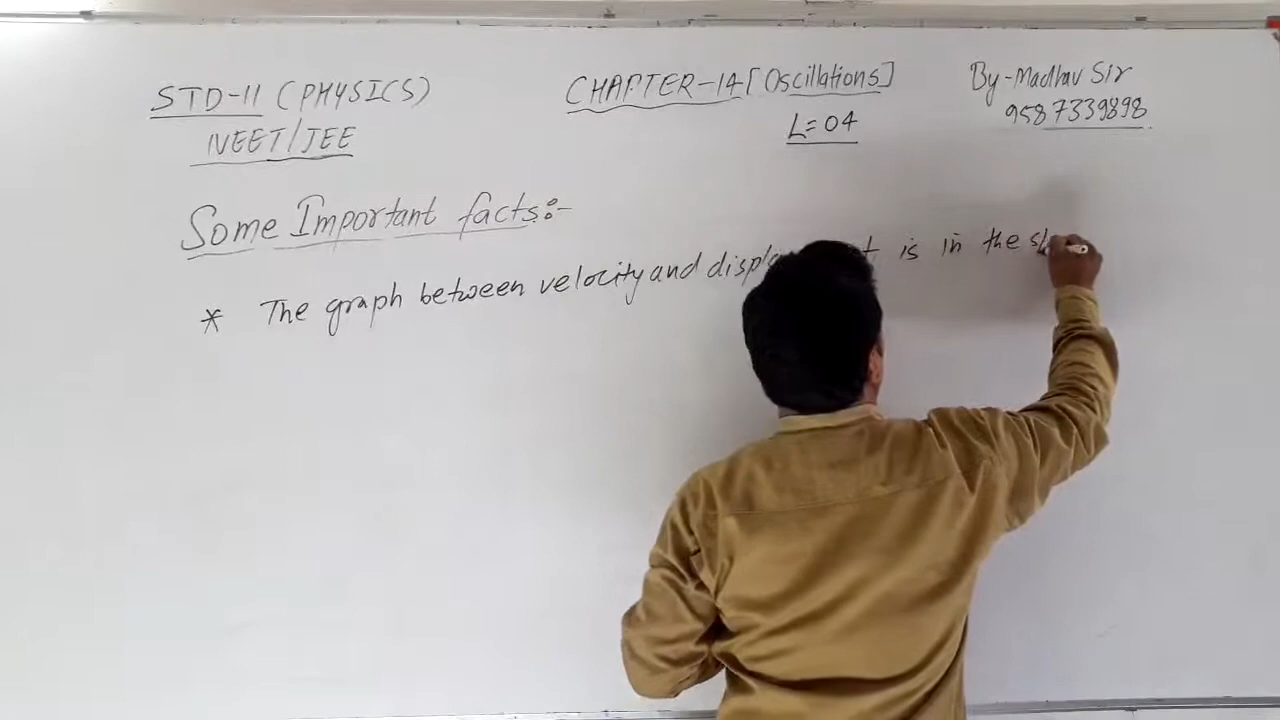 STD-11 (PHYSICS)
NEET/JEE
CHAPTER-14 [Oscillations]
L=04
By-Madhav Sir
9587339898
Some Important facts:-
* The graph between velocity and is in the